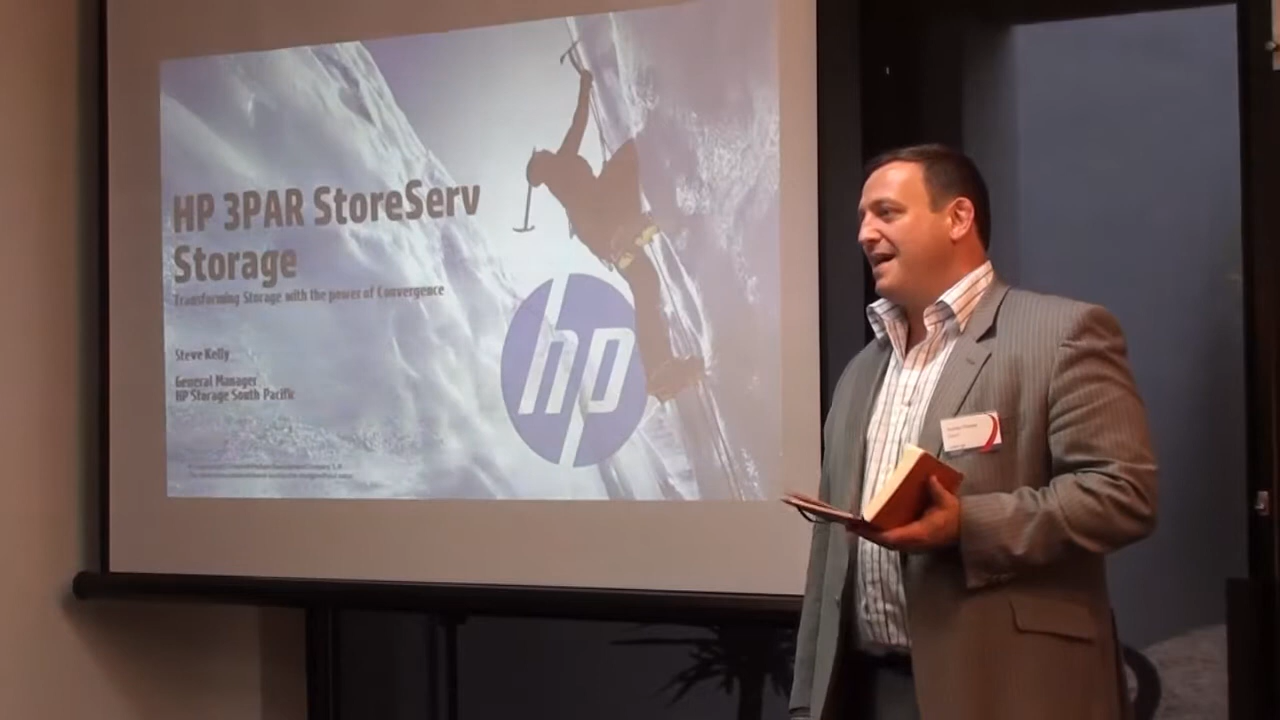 HP 3PAR StoreServ
Storage
Transforming Storage with the power of Convergence
Steve Kelly
General Manager
HP Storage South Pacific
hp